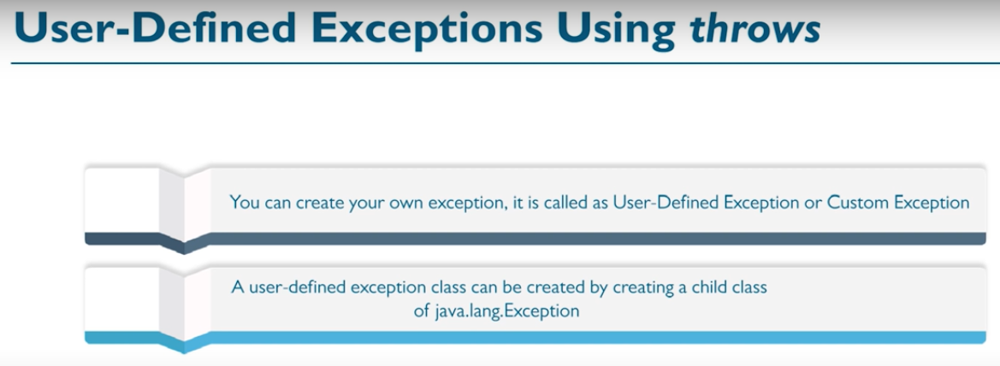 User-Defined Exceptions Using throws
You can create your own exception, it is called as User-Defined Exception or Custom Exception
A user-defined exception class can be created by creating a child class
of java.lang.Exception